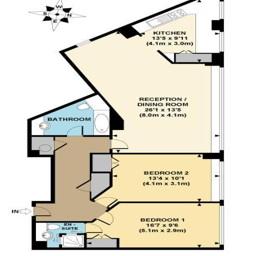 KITCHEN
13'5 x 9'11
(4.1m x 3.0m)
RECEPTION /
DINING ROOM
26'1 x 13'5
(8.0m x 4.1m)
BATHROOM
BEDROOM 2
13'4 x 10'1
(4.1m x 3.1m)
IN
BEDROOM 1
16'7 x 9'6
(5.1m x 2.9m)
EN -
SUITE